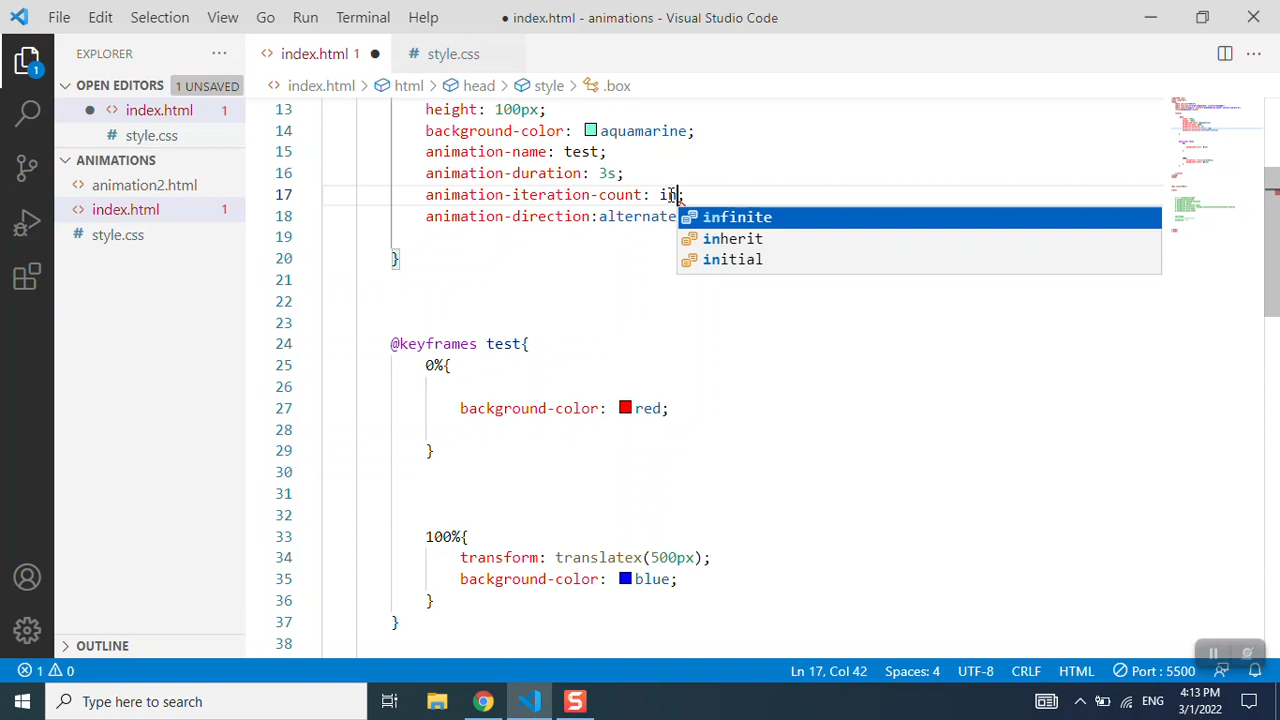 File Edit Selection View Go Run Terminal Help ● index.html - animations - Visual Studio Code
EXPLORER ··· <> index.html 1 ● # style.css
OPEN EDITORS 1 UNSAVED
<> index.html > html > head > style > .box
● <> index.html 1
# style.css
ANIMATIONS
<> animation2.html
<> index.html 1
# style.css
13 height: 100px;
14 background-color: aquamarine;
15 animation-name: test;
16 animation-duration: 3s;
17 animation-iteration-count: in;
18 animation-direction:alternate
infinite
inherit
initial
19
20 }
21
22
23
24 @keyframes test{
25 0%{
26
27 background-color: red;
28
29 }
30
31
32
33 100%{
34 transform: translatex(500px);
35 background-color: blue;
36 }
37 }
38
OUTLINE
1 0 Ln 17, Col 42 Spaces: 4 UTF-8 CRLF HTML Port : 5500
Type here to search ENG 4:13 PM
3/1/2022
1